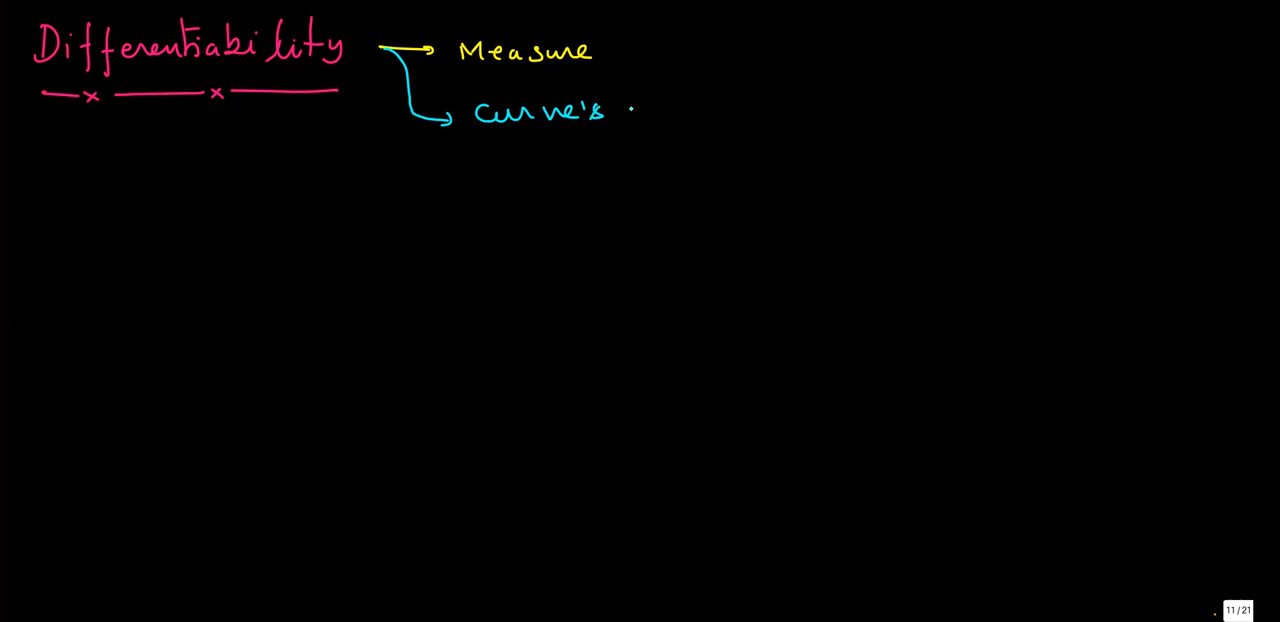 Differentiability → Measure
→ Curve's
11/21